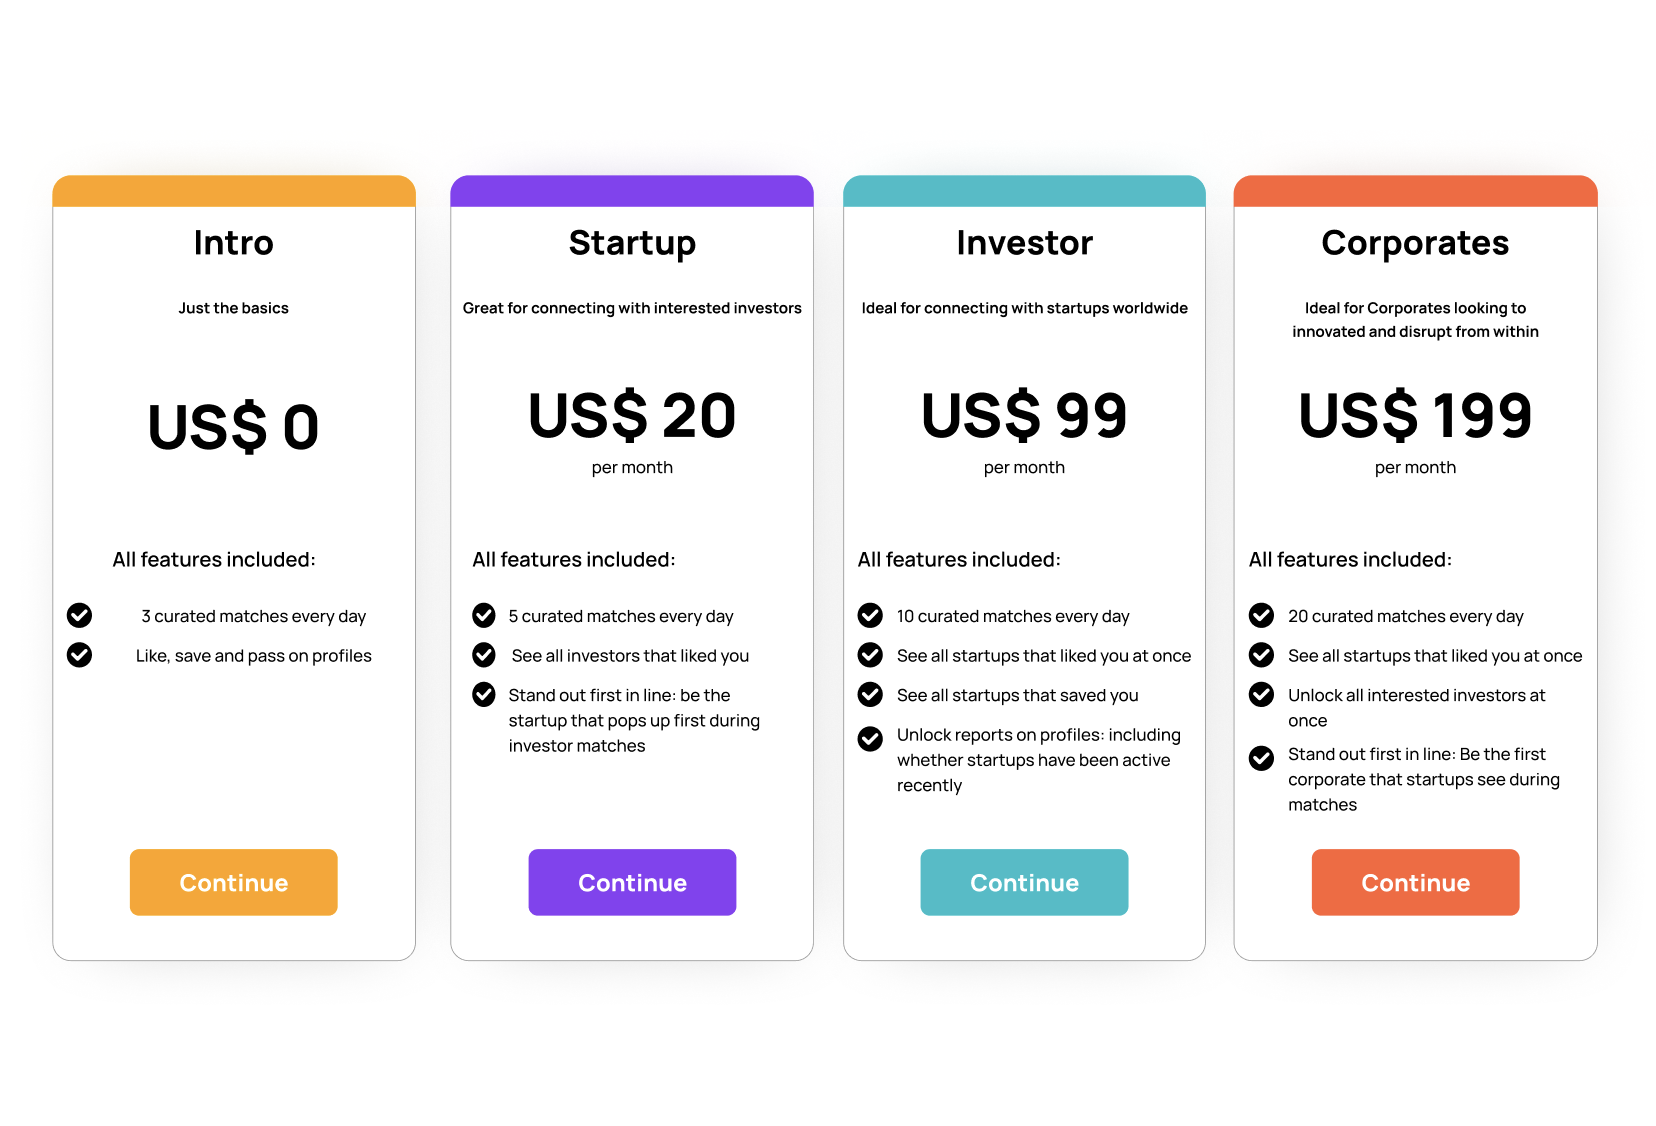 Intro
Just the basics
US$ 0
All features included:
3 curated matches every day
Like, save and pass on profiles
Continue
Startup
Great for connecting with interested investors
US$ 20
per month
All features included:
5 curated matches every day
See all investors that liked you
Stand out first in line: be the
startup that pops up first during
investor matches
Continue
Investor
Ideal for connecting with startups worldwide
US$ 99
per month
All features included:
10 curated matches every day
See all startups that liked you at once
See all startups that saved you
Unlock reports on profiles: including
whether startups have been active
recently
Continue
Corporates
Ideal for Corporates looking to
innovated and disrupt from within
US$ 199
per month
All features included:
20 curated matches every day
See all startups that liked you at once
Unlock all interested investors at
once
Stand out first in line: Be the first
corporate that startups see during
matches
Continue